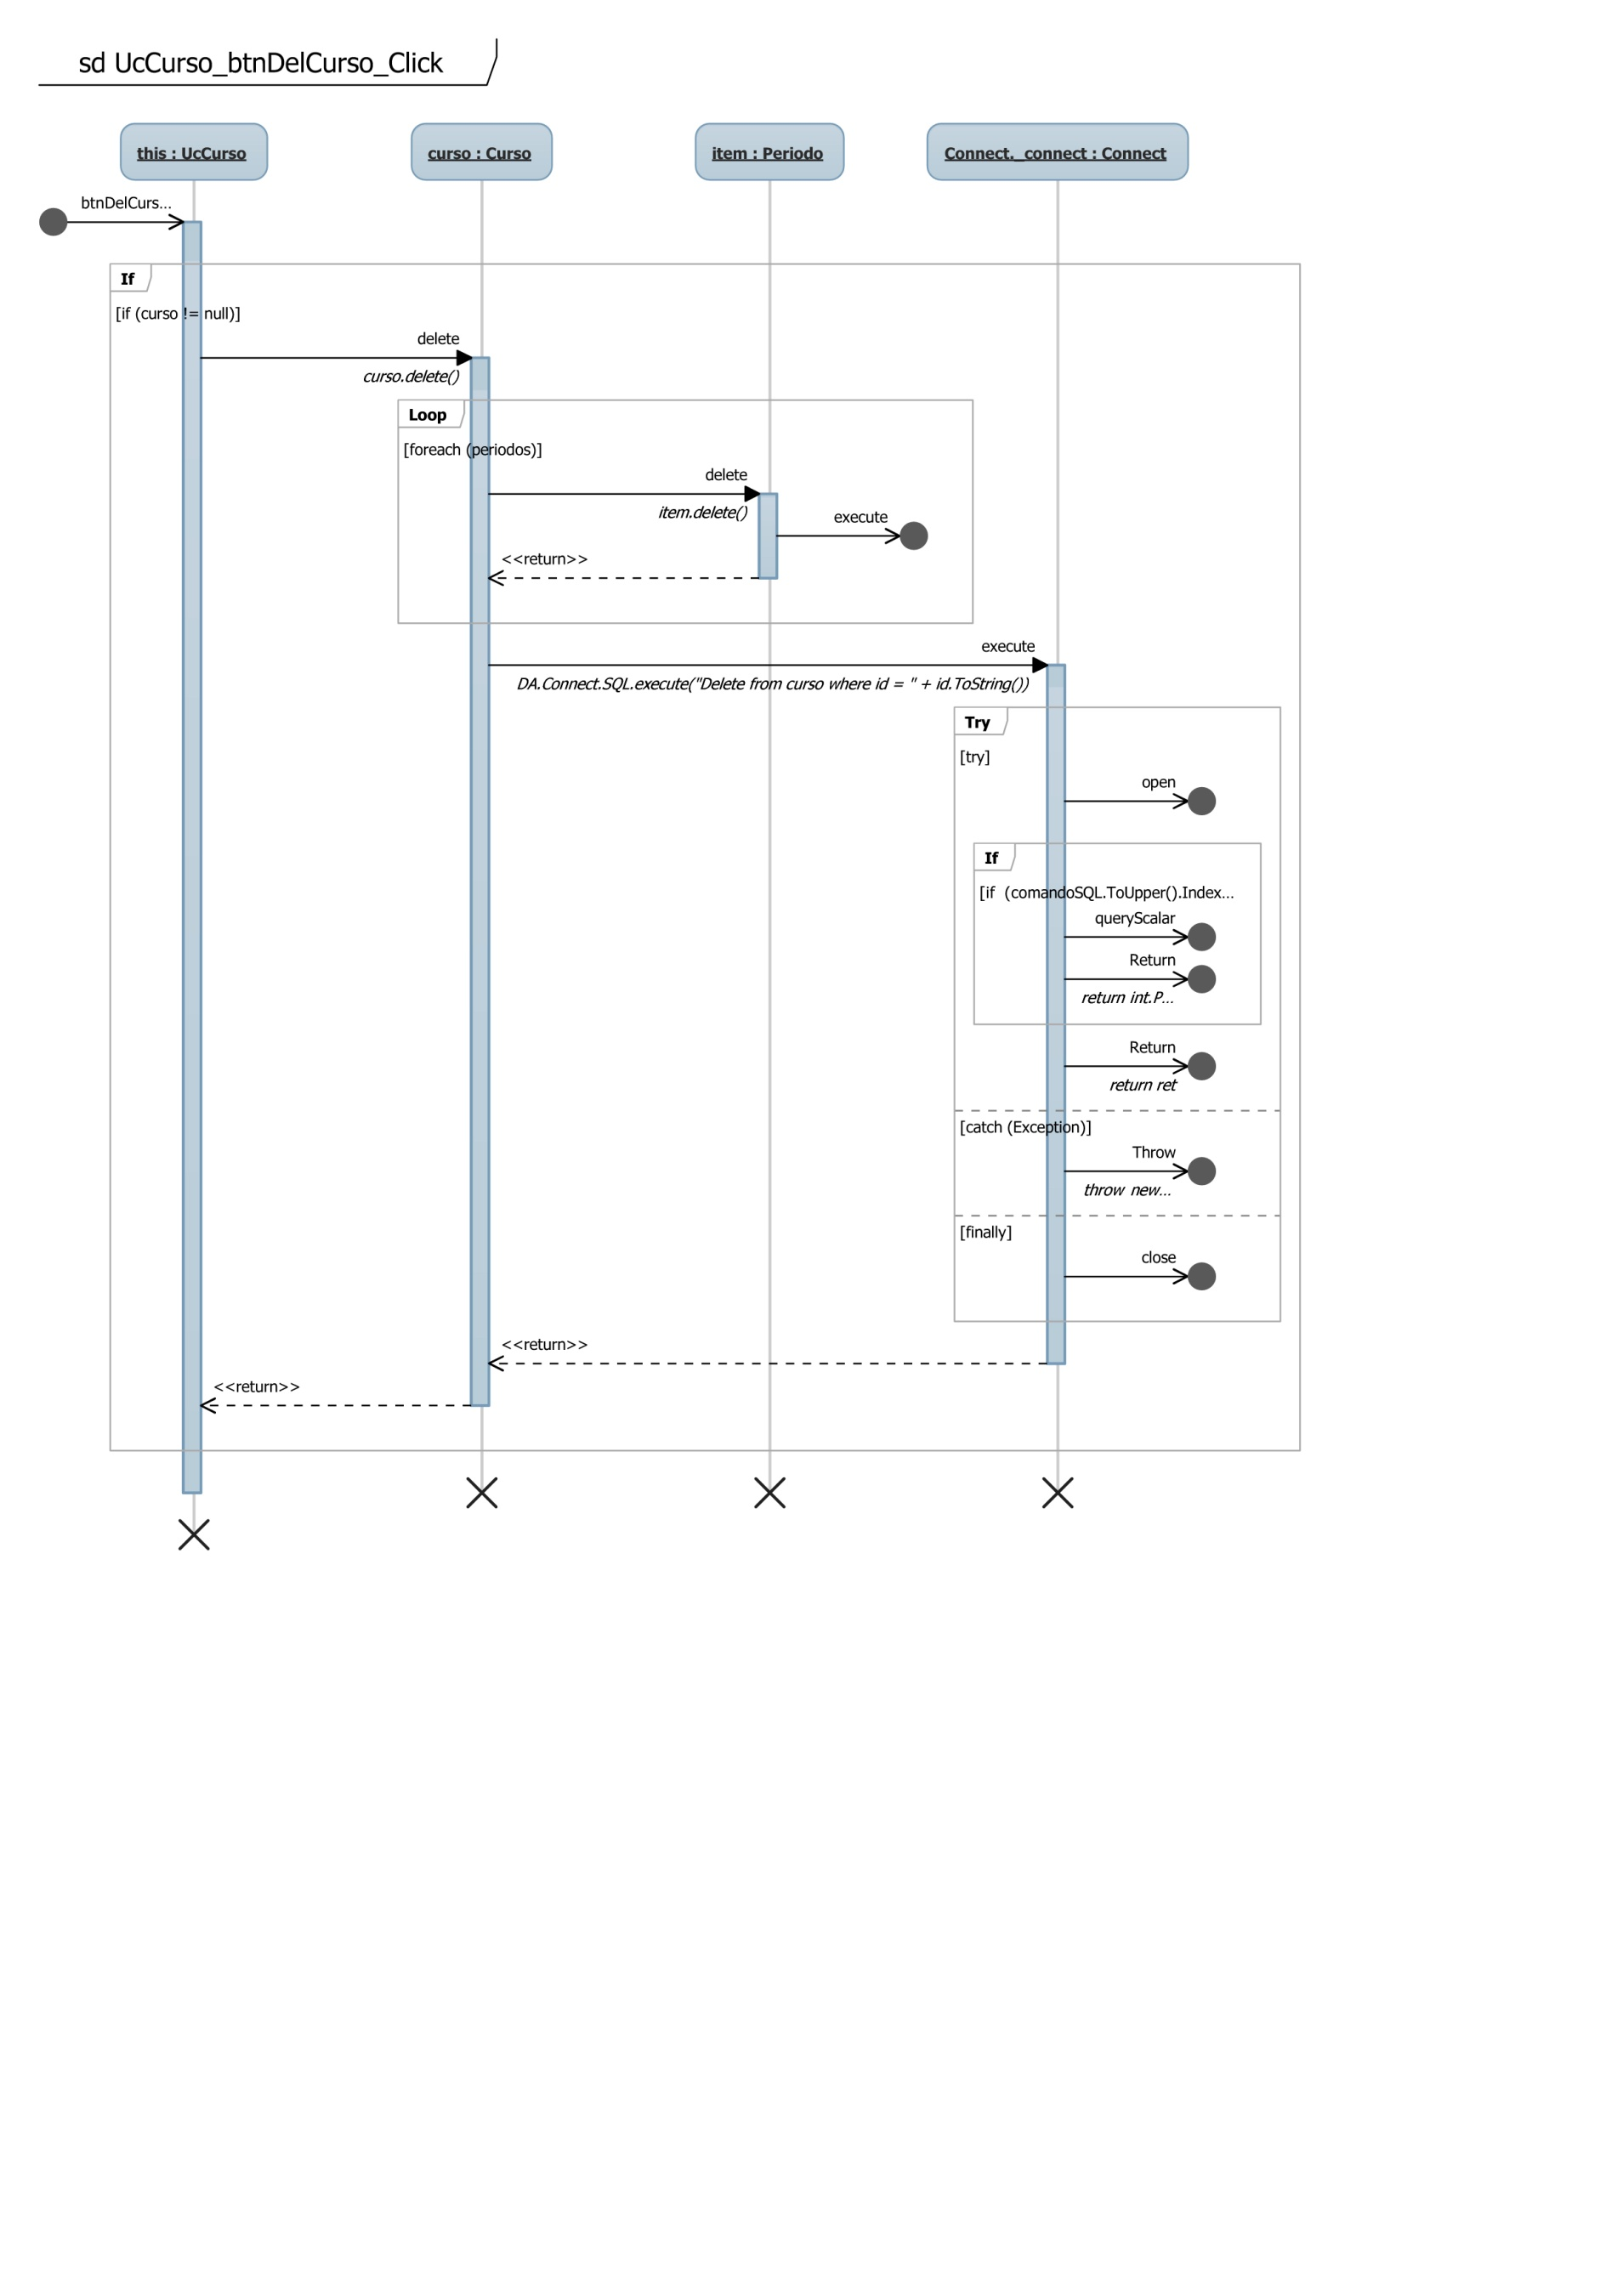 sd UcCurso_btnDelCurso_Click
this : UcCurso
curso : Curso
item : Periodo
Connect._connect : Connect
btnDelCurs...
If
[if (curso != null)]
delete
curso.delete()
Loop
[foreach (periodos)]
delete
item.delete()
execute
<<return>>
execute
DA.Connect.SQL.execute("Delete from curso where id = " + id.ToString())
Try
[try]
open
If
[if  (comandoSQL.ToUpper().Index...
queryScalar
Return
return int.P...
Return
return ret
[catch (Exception)]
Throw
throw new...
[finally]
close
<<return>>
<<return>>